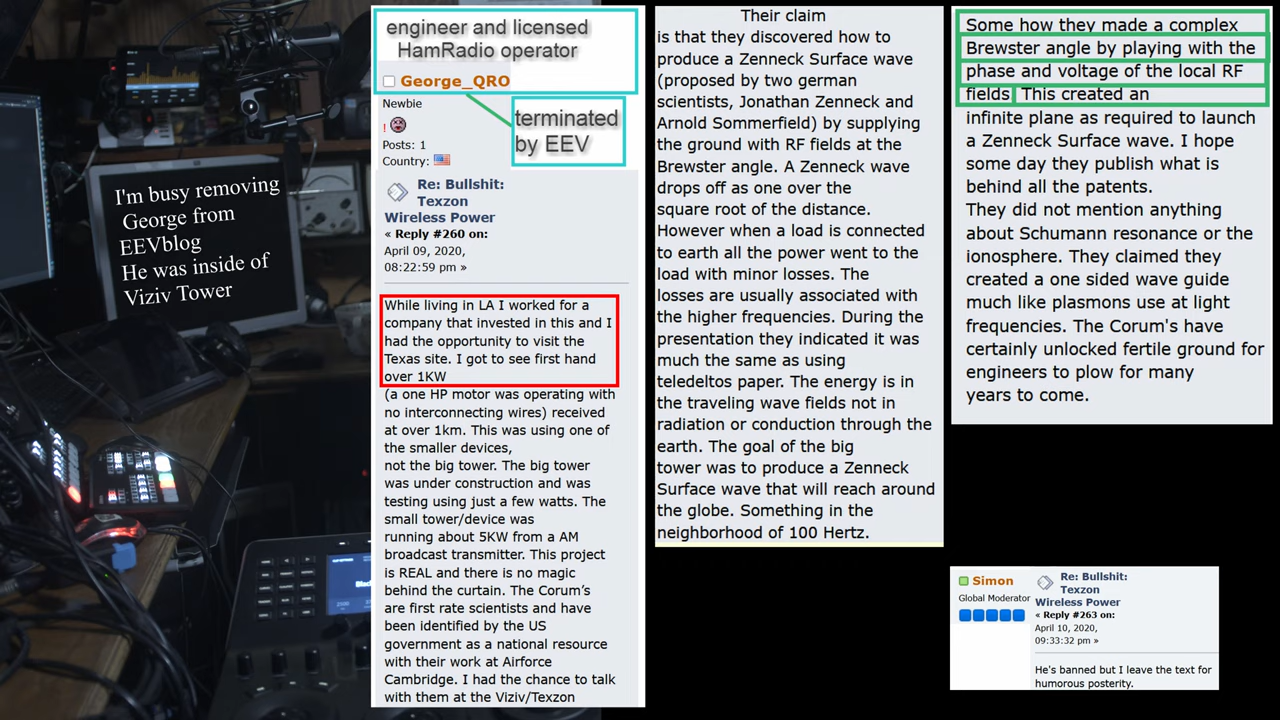 I'm busy removing
George from
EEVblog
He was inside of
Viziv Tower
engineer and licensed
HamRadio operator
George_QRO
Newbie
!
Posts: 1
Country:
terminated
by EEV
Re: Bullshit:
Texzon
Wireless Power
« Reply #260 on:
April 09, 2020,
08:22:59 pm »
While living in LA I worked for a
company that invested in this and I
had the opportunity to visit the
Texas site. I got to see first hand
over 1KW
(a one HP motor was operating with
no interconnecting wires) received
at over 1km. This was using one of
the smaller devices,
not the big tower. The big tower
was under construction and was
testing using just a few watts. The
small tower/device was
running about 5KW from a AM
broadcast transmitter. This project
is REAL and there is no magic
behind the curtain. The Corum's
are first rate scientists and have
been identified by the US
government as a national resource
with their work at Airforce
Cambridge. I had the chance to talk
with them at the Viziv/Texzon
Their claim
is that they discovered how to
produce a Zenneck Surface wave
(proposed by two german
scientists, Jonathan Zenneck and
Arnold Sommerfield) by supplying
the ground with RF fields at the
Brewster angle. A Zenneck wave
drops off as one over the
square root of the distance.
However when a load is connected
to earth all the power went to the
load with minor losses. The
losses are usually associated with
the higher frequencies. During the
presentation they indicated it was
much the same as using
teledeltos paper. The energy is in
the traveling wave fields not in
radiation or conduction through the
earth. The goal of the big
tower was to produce a Zenneck
Surface wave that will reach around
the globe. Something in the
neighborhood of 100 Hertz.
Some how they made a complex
Brewster angle by playing with the
phase and voltage of the local RF
fields This created an
infinite plane as required to launch
a Zenneck Surface wave. I hope
some day they publish what is
behind all the patents.
They did not mention anything
about Schumann resonance or the
ionosphere. They claimed they
created a one sided wave guide
much like plasmons use at light
frequencies. The Corum's have
certainly unlocked fertile ground for
engineers to plow for many
years to come.
Simon
Global Moderator
Re: Bullshit:
Texzon
Wireless Power
« Reply #263 on:
April 10, 2020,
09:33:32 pm »
He's banned but I leave the text for
humorous posterity.